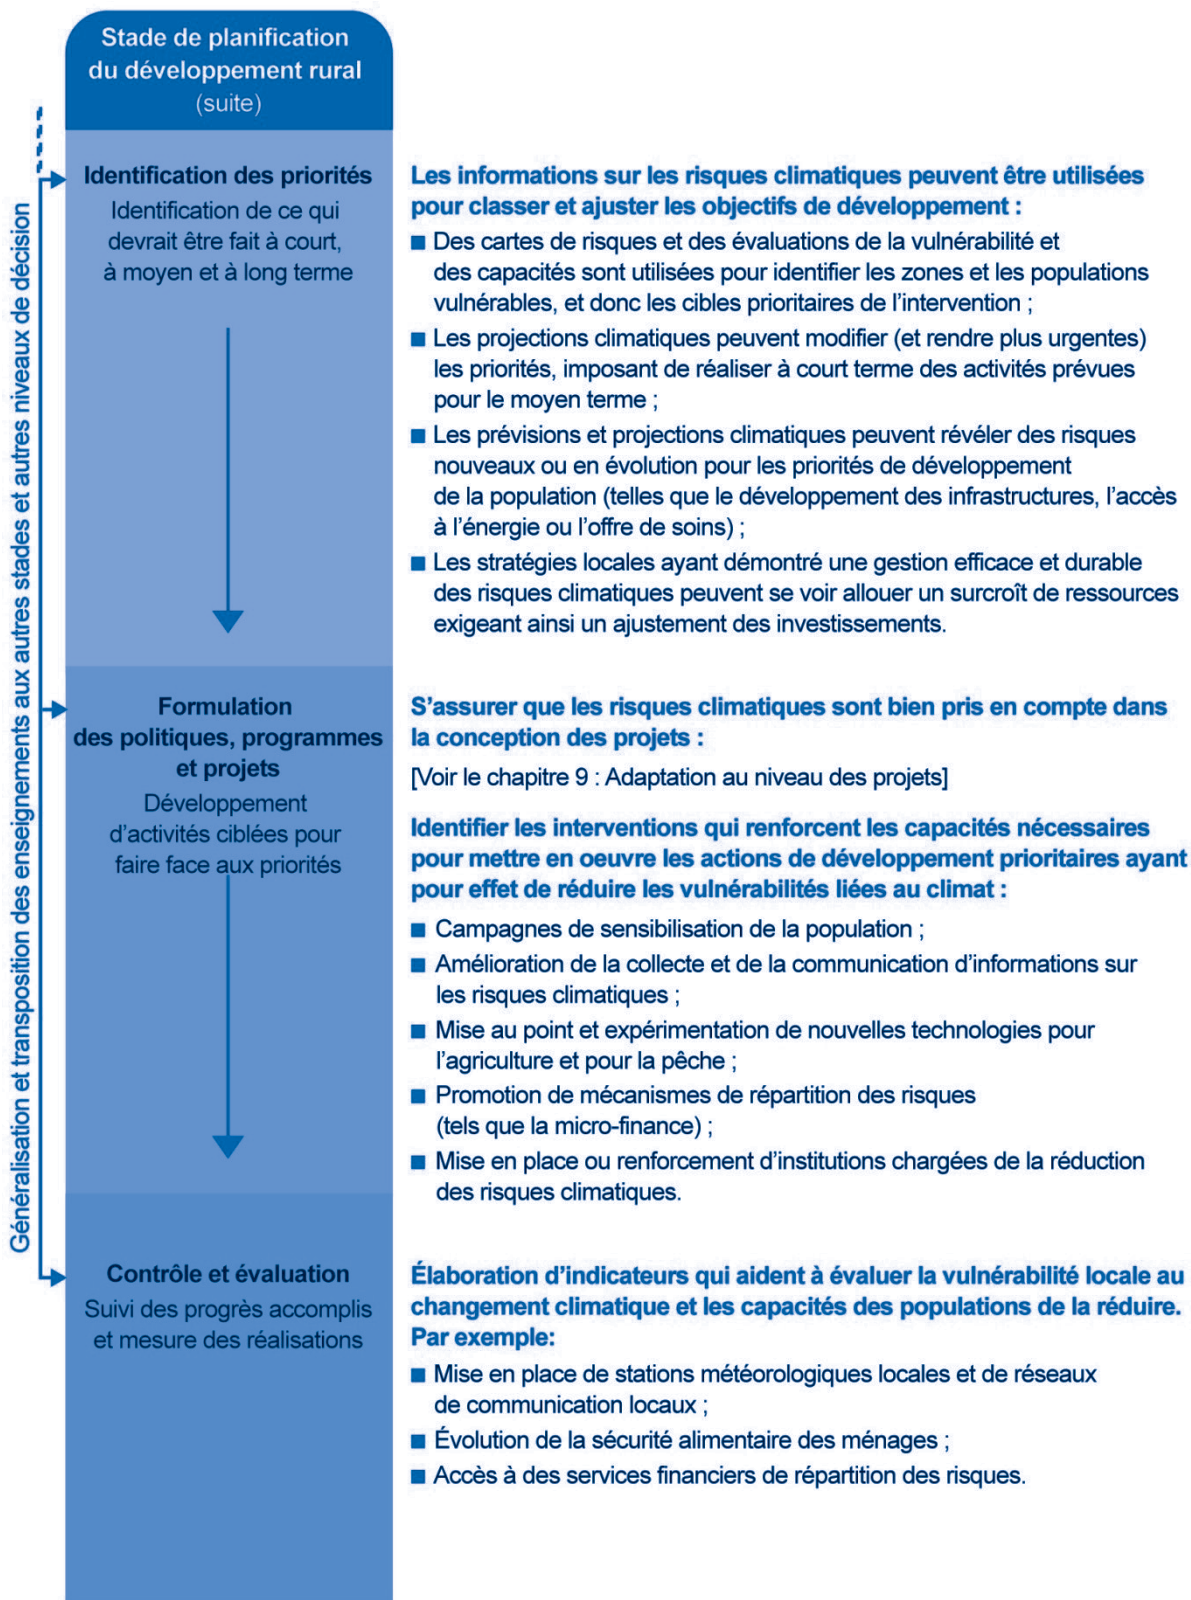 Stade de planification
du développement rural
(suite)
Généralisation et transposition des enseignements aux autres stades et autres niveaux de décision
Identification des priorités
Identification de ce qui
devrait être fait à court,
à moyen et à long terme
Les informations sur les risques climatiques peuvent être utilisées
pour classer et ajuster les objectifs de développement :
■ Des cartes de risques et des évaluations de la vulnérabilité et
des capacités sont utilisées pour identifier les zones et les populations
vulnérables, et donc les cibles prioritaires de l’intervention ;
■ Les projections climatiques peuvent modifier (et rendre plus urgentes)
les priorités, imposant de réaliser à court terme des activités prévues
pour le moyen terme ;
■ Les prévisions et projections climatiques peuvent révéler des risques
nouveaux ou en évolution pour les priorités de développement
de la population (telles que le développement des infrastructures, l’accès
à l’énergie ou l’offre de soins) ;
■ Les stratégies locales ayant démontré une gestion efficace et durable
des risques climatiques peuvent se voir allouer un surcroît de ressources
exigeant ainsi un ajustement des investissements.
Formulation
des politiques, programmes
et projets
Développement
d’activités ciblées pour
faire face aux priorités
S’assurer que les risques climatiques sont bien pris en compte dans
la conception des projets :
[Voir le chapitre 9 : Adaptation au niveau des projets]
Identifier les interventions qui renforcent les capacités nécessaires
pour mettre en oeuvre les actions de développement prioritaires ayant
pour effet de réduire les vulnérabilités liées au climat :
■ Campagnes de sensibilisation de la population ;
■ Amélioration de la collecte et de la communication d’informations sur
les risques climatiques ;
■ Mise au point et expérimentation de nouvelles technologies pour
l’agriculture et pour la pêche ;
■ Promotion de mécanismes de répartition des risques
(tels que la micro-finance) ;
■ Mise en place ou renforcement d’institutions chargées de la réduction
des risques climatiques.
Contrôle et évaluation
Suivi des progrès accomplis
et mesure des réalisations
Élaboration d’indicateurs qui aident à évaluer la vulnérabilité locale au
changement climatique et les capacités des populations de la réduire.
Par exemple:
■ Mise en place de stations météorologiques locales et de réseaux
de communication locaux ;
■ Évolution de la sécurité alimentaire des ménages ;
■ Accès à des services financiers de répartition des risques.